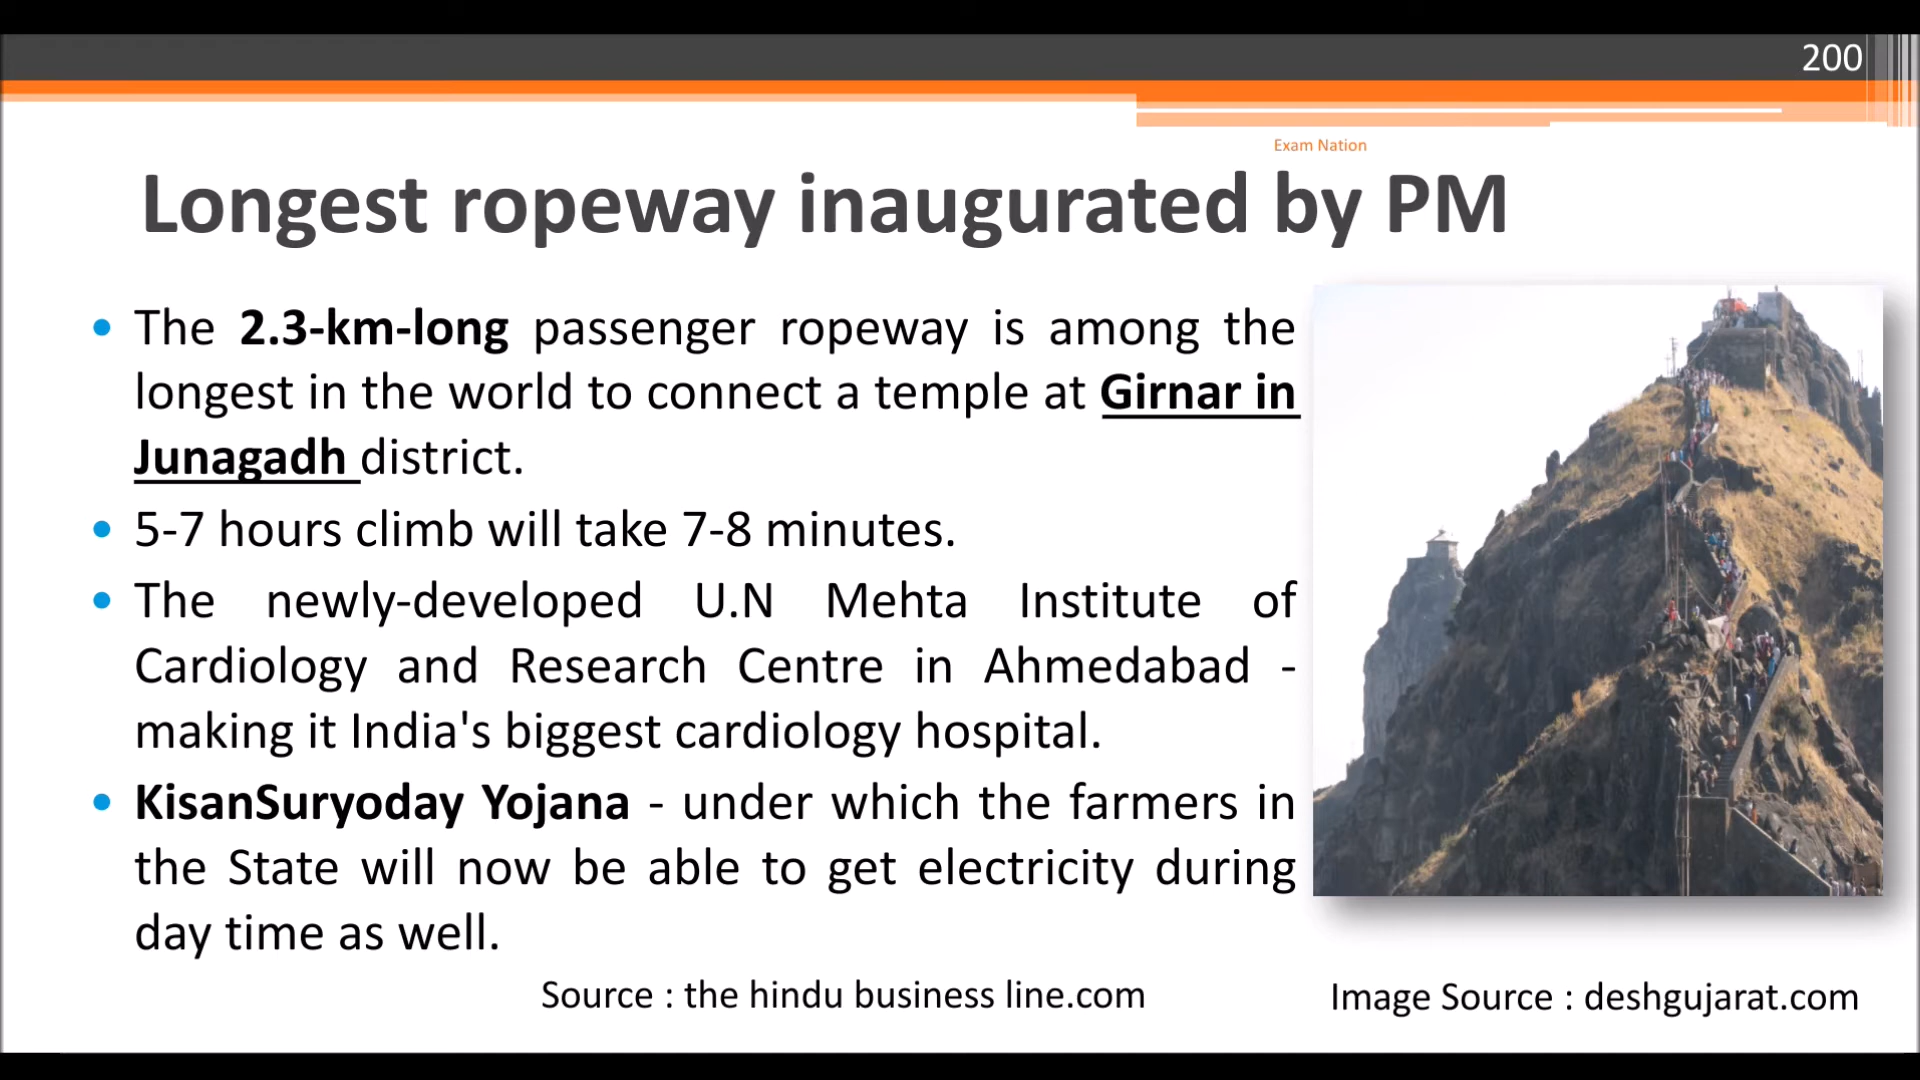 200
Exam Nation
Longest ropeway inaugurated by PM
• The 2.3-km-long passenger ropeway is among the
longest in the world to connect a temple at Girnar in
Junagadh district.
• 5-7 hours climb will take 7-8 minutes.
• The newly-developed U.N Mehta Institute of
Cardiology and Research Centre in Ahmedabad -
making it India's biggest cardiology hospital.
• KisanSuryoday Yojana - under which the farmers in
the State will now be able to get electricity during
day time as well.
Source : the hindu business line.com
Image Source : deshgujarat.com